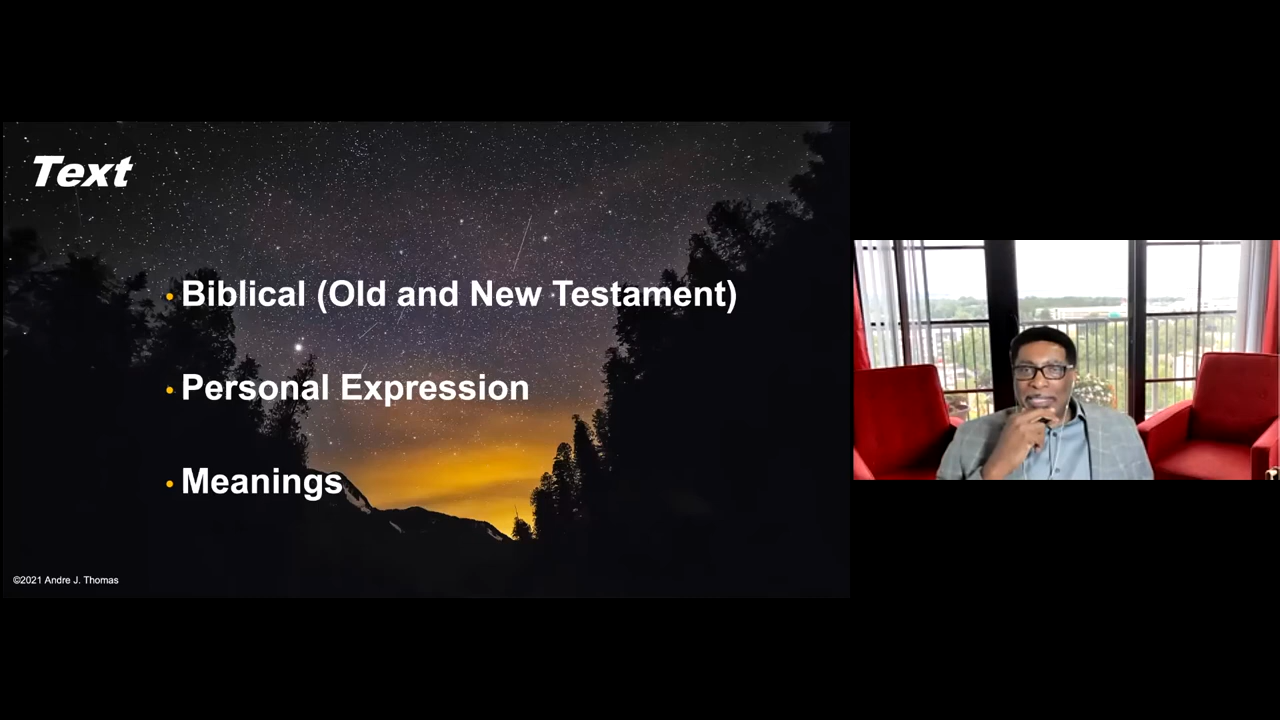 Text
• Biblical (Old and New Testament)
• Personal Expression
• Meanings
©2021 Andre J. Thomas